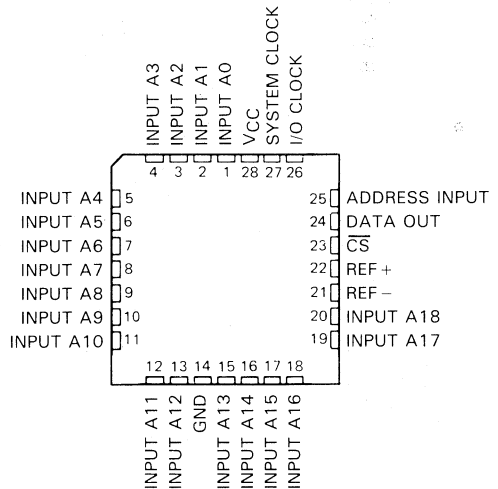 INPUT A3
INPUT A2
INPUT A1
INPUT A0
VCC
SYSTEM CLOCK
I/O CLOCK
4 3 2 1 28 27 26
INPUT A4 5
INPUT A5 6
INPUT A6 7
INPUT A7 8
INPUT A8 9
INPUT A9 10
INPUT A10 11
25 ADDRESS INPUT
24 DATA OUT
23 C̅S̅
22 REF+
21 REF−
20 INPUT A18
19 INPUT A17
12 13 14 15 16 17 18
INPUT A11
INPUT A12
GND
INPUT A13
INPUT A14
INPUT A15
INPUT A16